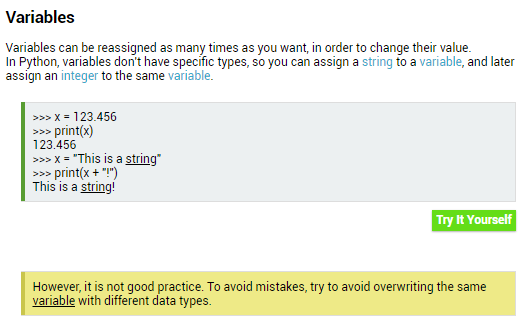 Variables
Variables can be reassigned as many times as you want, in order to change their value.
In Python, variables don't have specific types, so you can assign a string to a variable, and later
assign an integer to the same variable.
>>> x = 123.456
>>> print(x)
123.456
>>> x = "This is a string"
>>> print(x + "!")
This is a string!
Try It Yourself
However, it is not good practice. To avoid mistakes, try to avoid overwriting the same
variable with different data types.